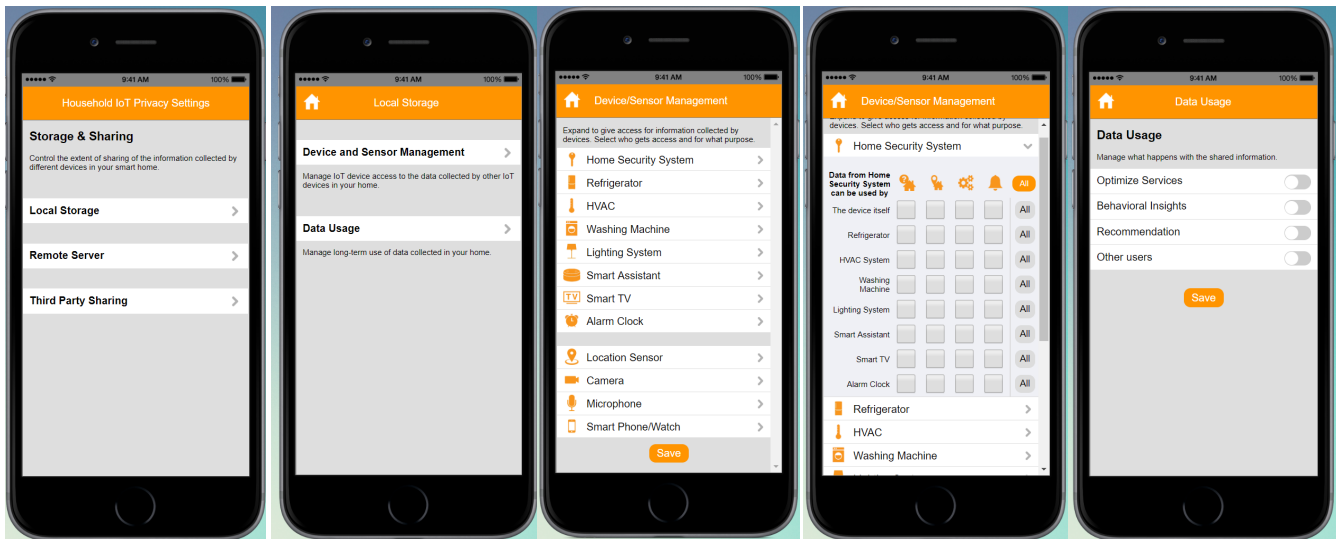 9:41 AM
100%
Household IoT Privacy Settings
Storage & Sharing
Control the extent of sharing of the information collected by
different devices in your smart home.
Local Storage
Remote Server
Third Party Sharing
9:41 AM
100%
Local Storage
Device and Sensor Management
Manage IoT device access to the data collected by other IoT
devices in your home.
Data Usage
Manage long-term use of data collected in your home.
9:41 AM
100%
Device/Sensor Management
Expand to give access for information collected by
devices. Select who gets access and for what purpose.
Home Security System
Refrigerator
HVAC
Washing Machine
Lighting System
Smart Assistant
TV
Smart TV
Alarm Clock
Location Sensor
Camera
Microphone
Smart Phone/Watch
Save
9:41 AM
100%
Device/Sensor Management
Expand to give access for information collected by
devices. Select who gets access and for what purpose.
Home Security System
Data from Home
Security System
can be used by
All
The device itself
All
Refrigerator
All
HVAC System
All
Washing
Machine
All
Lighting System
All
Smart Assistant
All
Smart TV
All
Alarm Clock
All
Refrigerator
HVAC
Washing Machine
9:41 AM
100%
Data Usage
Data Usage
Manage what happens with the shared information.
Optimize Services
Behavioral Insights
Recommendation
Other users
Save